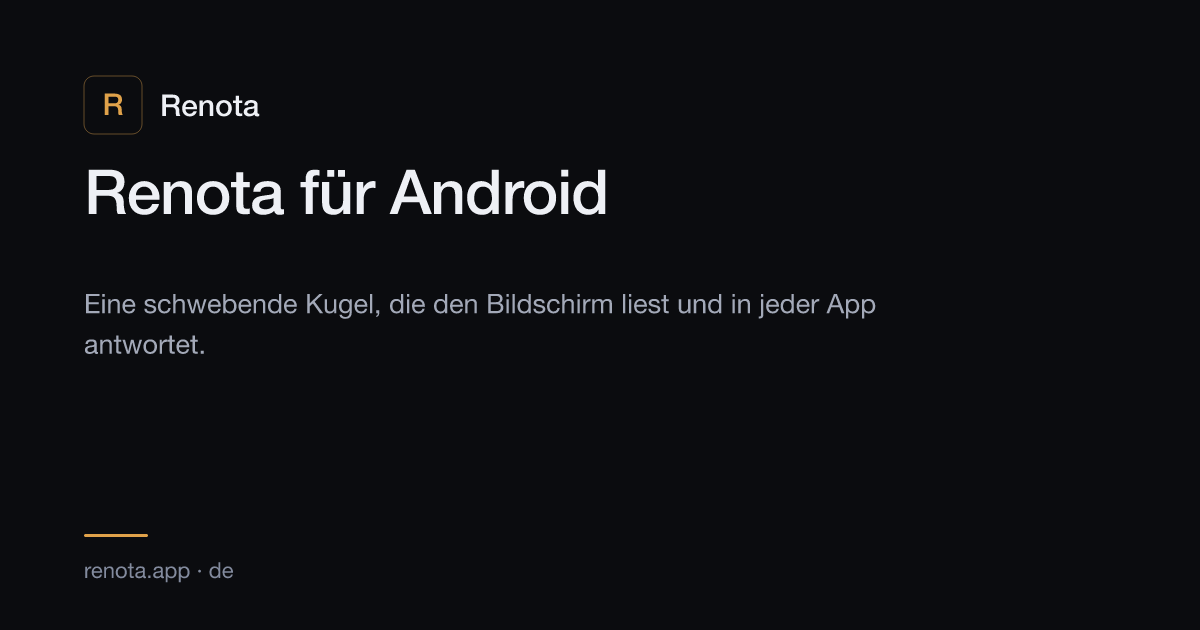 R
Renota
Renota für Android
Eine schwebende Kugel, die den Bildschirm liest und in jeder App
antwortet.
renota.app · de